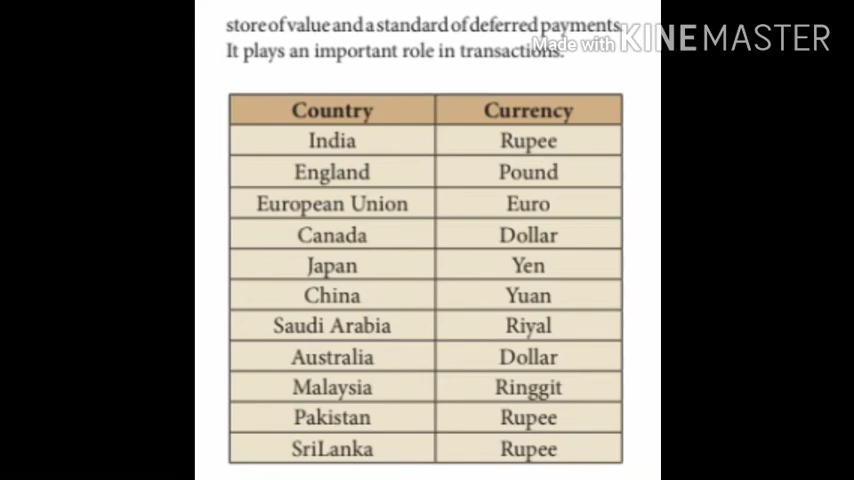 store of value and a standard of deferred payments.
It plays an important role in transactions.
Made with KINEMASTER
Country Currency
India Rupee
England Pound
European Union Euro
Canada Dollar
Japan Yen
China Yuan
Saudi Arabia Riyal
Australia Dollar
Malaysia Ringgit
Pakistan Rupee
SriLanka Rupee